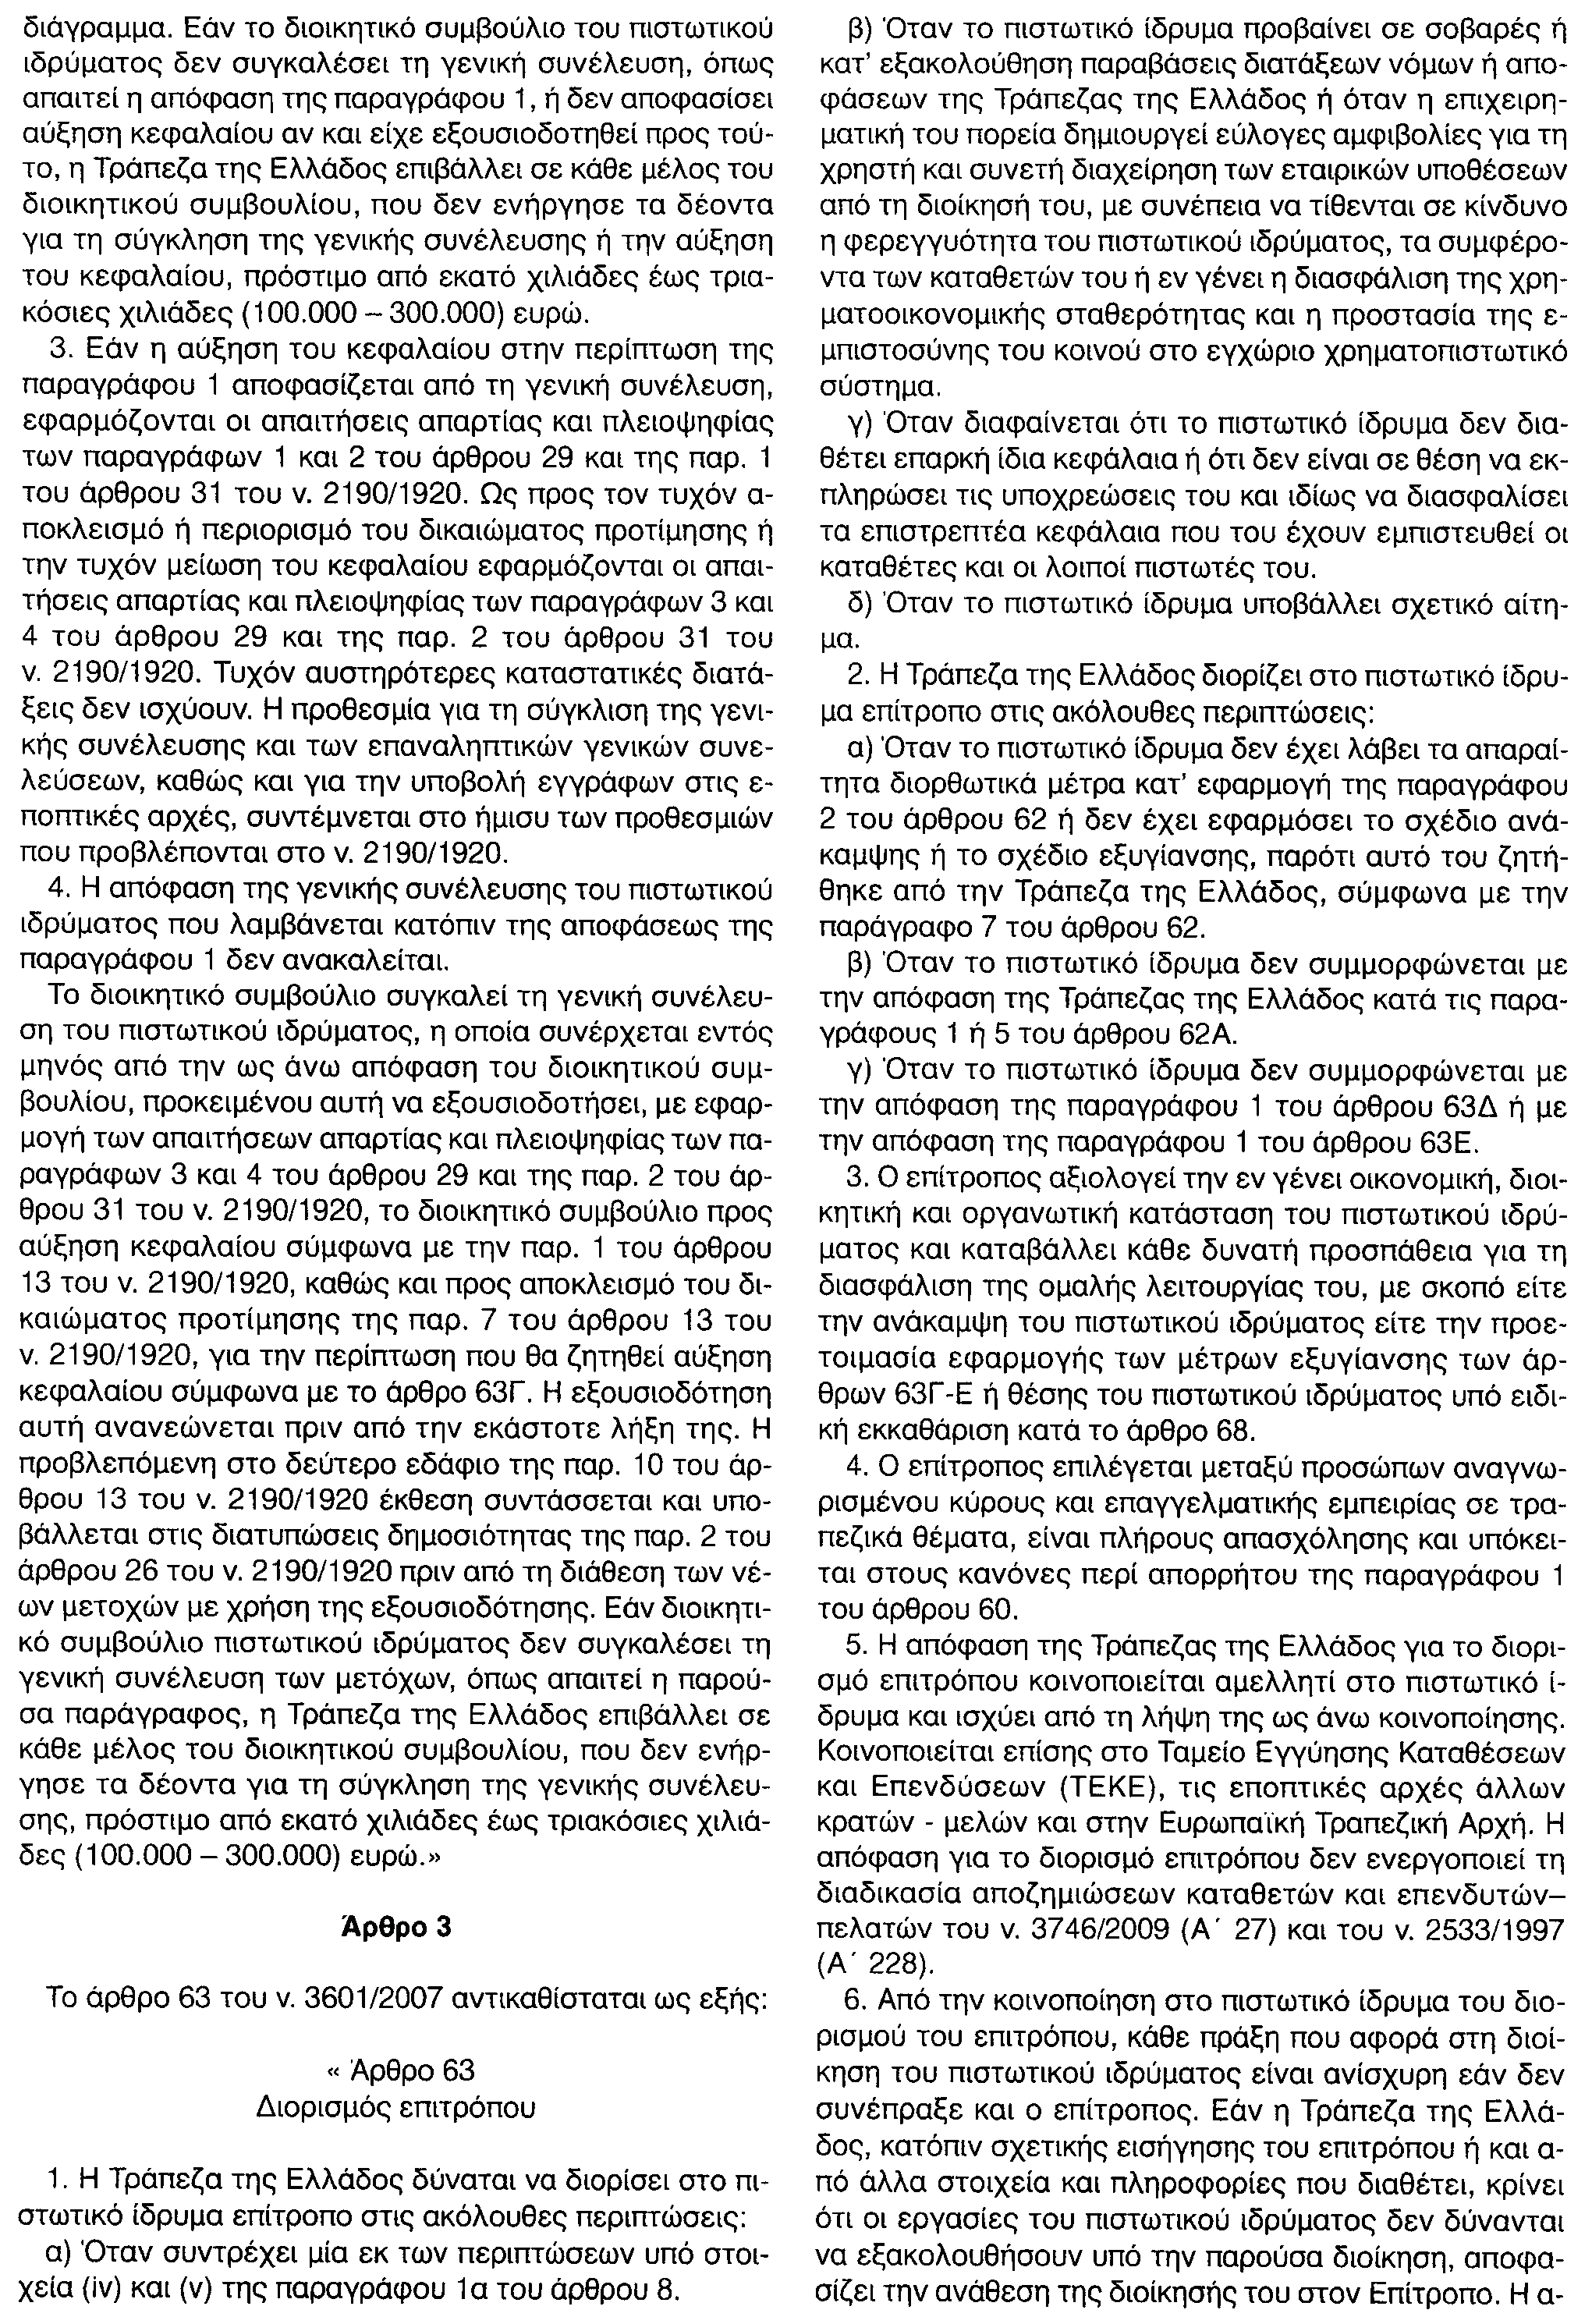 διάγραμμα. Εάν το διοικητικό συμβούλιο του πιστωτικού
ιδρύματος δεν συγκαλέσει τη γενική συνέλευση, όπως
απαιτεί η απόφαση της παραγράφου 1, ή δεν αποφασίσει
αύξηση κεφαλαίου αν και είχε εξουσιοδοτηθεί προς τού-
το, η Τράπεζα της Ελλάδος επιβάλλει σε κάθε μέλος του
διοικητικού συμβουλίου, που δεν ενήργησε τα δέοντα
για τη σύγκληση της γενικής συνέλευσης ή την αύξηση
του κεφαλαίου, πρόστιμο από εκατό χιλιάδες έως τρια-
κόσιες χιλιάδες (100.000 – 300.000) ευρώ.
3. Εάν η αύξηση του κεφαλαίου στην περίπτωση της
παραγράφου 1 αποφασίζεται από τη γενική συνέλευση,
εφαρμόζονται οι απαιτήσεις απαρτίας και πλειοψηφίας
των παραγράφων 1 και 2 του άρθρου 29 και της παρ. 1
του άρθρου 31 του ν. 2190/1920. Ως προς τον τυχόν α-
ποκλεισμό ή περιορισμό του δικαιώματος προτίμησης ή
την τυχόν μείωση του κεφαλαίου εφαρμόζονται οι απαι-
τήσεις απαρτίας και πλειοψηφίας των παραγράφων 3 και
4 του άρθρου 29 και της παρ. 2 του άρθρου 31 του
ν. 2190/1920. Τυχόν αυστηρότερες καταστατικές διατά-
ξεις δεν ισχύουν. Η προθεσμία για τη σύγκλιση της γενι-
κής συνέλευσης και των επαναληπτικών γενικών συνε-
λεύσεων, καθώς και για την υποβολή εγγράφων στις ε-
ποπτικές αρχές, συντέμνεται στο ήμισυ των προθεσμιών
που προβλέπονται στο ν. 2190/1920.
4. Η απόφαση της γενικής συνέλευσης του πιστωτικού
ιδρύματος που λαμβάνεται κατόπιν της αποφάσεως της
παραγράφου 1 δεν ανακαλείται.
Το διοικητικό συμβούλιο συγκαλεί τη γενική συνέλευ-
ση του πιστωτικού ιδρύματος, η οποία συνέρχεται εντός
μηνός από την ως άνω απόφαση του διοικητικού συμ-
βουλίου, προκειμένου αυτή να εξουσιοδοτήσει, με εφαρ-
μογή των απαιτήσεων απαρτίας και πλειοψηφίας των πα-
ραγράφων 3 και 4 του άρθρου 29 και της παρ. 2 του άρ-
θρου 31 του ν. 2190/1920, το διοικητικό συμβούλιο προς
αύξηση κεφαλαίου σύμφωνα με την παρ. 1 του άρθρου
13 του ν. 2190/1920, καθώς και προς αποκλεισμό του δι-
καιώματος προτίμησης της παρ. 7 του άρθρου 13 του
ν. 2190/1920, για την περίπτωση που θα ζητηθεί αύξηση
κεφαλαίου σύμφωνα με το άρθρο 63Γ. Η εξουσιοδότηση
αυτή ανανεώνεται πριν από την εκάστοτε λήξη της. Η
προβλεπόμενη στο δεύτερο εδάφιο της παρ. 10 του άρ-
θρου 13 του ν. 2190/1920 έκθεση συντάσσεται και υπο-
βάλλεται στις διατυπώσεις δημοσιότητας της παρ. 2 του
άρθρου 26 του ν. 2190/1920 πριν από τη διάθεση των νέ-
ων μετοχών με χρήση της εξουσιοδότησης. Εάν διοικητι-
κό συμβούλιο πιστωτικού ιδρύματος δεν συγκαλέσει τη
γενική συνέλευση των μετόχων, όπως απαιτεί η παρού-
σα παράγραφος, η Τράπεζα της Ελλάδος επιβάλλει σε
κάθε μέλος του διοικητικού συμβουλίου, που δεν ενήρ-
γησε τα δέοντα για τη σύγκληση της γενικής συνέλευ-
σης, πρόστιμο από εκατό χιλιάδες έως τριακόσιες χιλιά-
δες (100.000 – 300.000) ευρώ.»
Άρθρο 3
Το άρθρο 63 του ν. 3601/2007 αντικαθίσταται ως εξής:
« Άρθρο 63
Διορισμός επιτρόπου
1. Η Τράπεζα της Ελλάδος δύναται να διορίσει στο πι-
στωτικό ίδρυμα επίτροπο στις ακόλουθες περιπτώσεις:
α) Όταν συντρέχει μία εκ των περιπτώσεων υπό στοι-
χεία (iv) και (v) της παραγράφου 1α του άρθρου 8.
β) Όταν το πιστωτικό ίδρυμα προβαίνει σε σοβαρές ή
κατ’ εξακολούθηση παραβάσεις διατάξεων νόμων ή απο-
φάσεων της Τράπεζας της Ελλάδος ή όταν η επιχειρη-
ματική του πορεία δημιουργεί εύλογες αμφιβολίες για τη
χρηστή και συνετή διαχείρηση των εταιρικών υποθέσεων
από τη διοίκησή του, με συνέπεια να τίθενται σε κίνδυνο
η φερεγγυότητα του πιστωτικού ιδρύματος, τα συμφέρο-
ντα των καταθετών του ή εν γένει η διασφάλιση της χρη-
ματοοικονομικής σταθερότητας και η προστασία της ε-
μπιστοσύνης του κοινού στο εγχώριο χρηματοπιστωτικό
σύστημα.
γ) Όταν διαφαίνεται ότι το πιστωτικό ίδρυμα δεν δια-
θέτει επαρκή ίδια κεφάλαια ή ότι δεν είναι σε θέση να εκ-
πληρώσει τις υποχρεώσεις του και ιδίως να διασφαλίσει
τα επιστρεπτέα κεφάλαια που του έχουν εμπιστευθεί οι
καταθέτες και οι λοιποί πιστωτές του.
δ) Όταν το πιστωτικό ίδρυμα υποβάλλει σχετικό αίτη-
μα.
2. Η Τράπεζα της Ελλάδος διορίζει στο πιστωτικό ίδρυ-
μα επίτροπο στις ακόλουθες περιπτώσεις:
α) Όταν το πιστωτικό ίδρυμα δεν έχει λάβει τα απαραί-
τητα διορθωτικά μέτρα κατ’ εφαρμογή της παραγράφου
2 του άρθρου 62 ή δεν έχει εφαρμόσει το σχέδιο ανά-
καμψης ή το σχέδιο εξυγίανσης, παρότι αυτό του ζητή-
θηκε από την Τράπεζα της Ελλάδος, σύμφωνα με την
παράγραφο 7 του άρθρου 62.
β) Όταν το πιστωτικό ίδρυμα δεν συμμορφώνεται με
την απόφαση της Τράπεζας της Ελλάδος κατά τις παρα-
γράφους 1 ή 5 του άρθρου 62Α.
γ) Όταν το πιστωτικό ίδρυμα δεν συμμορφώνεται με
την απόφαση της παραγράφου 1 του άρθρου 63Δ ή με
την απόφαση της παραγράφου 1 του άρθρου 63Ε.
3. Ο επίτροπος αξιολογεί την εν γένει οικονομική, διοι-
κητική και οργανωτική κατάσταση του πιστωτικού ιδρύ-
ματος και καταβάλλει κάθε δυνατή προσπάθεια για τη
διασφάλιση της ομαλής λειτουργίας του, με σκοπό είτε
την ανάκαμψη του πιστωτικού ιδρύματος είτε την προε-
τοιμασία εφαρμογής των μέτρων εξυγίανσης των άρ-
θρων 63Γ-Ε ή θέσης του πιστωτικού ιδρύματος υπό ειδι-
κή εκκαθάριση κατά το άρθρο 68.
4. Ο επίτροπος επιλέγεται μεταξύ προσώπων αναγνω-
ρισμένου κύρους και επαγγελματικής εμπειρίας σε τρα-
πεζικά θέματα, είναι πλήρους απασχόλησης και υπόκει-
ται στους κανόνες περί απορρήτου της παραγράφου 1
του άρθρου 60.
5. Η απόφαση της Τράπεζας της Ελλάδος για το διορι-
σμό επιτρόπου κοινοποιείται αμελλητί στο πιστωτικό ί-
δρυμα και ισχύει από τη λήψη της ως άνω κοινοποίησης.
Κοινοποιείται επίσης στο Ταμείο Εγγύησης Καταθέσεων
και Επενδύσεων (ΤΕΚΕ), τις εποπτικές αρχές άλλων
κρατών - μελών και στην Ευρωπαϊκή Τραπεζική Αρχή. Η
απόφαση για το διορισμό επιτρόπου δεν ενεργοποιεί τη
διαδικασία αποζημιώσεων καταθετών και επενδυτών–
πελατών του ν. 3746/2009 (Α΄ 27) και του ν. 2533/1997
(Α΄ 228).
6. Από την κοινοποίηση στο πιστωτικό ίδρυμα του διο-
ρισμού του επιτρόπου, κάθε πράξη που αφορά στη διοί-
κηση του πιστωτικού ιδρύματος είναι ανίσχυρη εάν δεν
συνέπραξε και ο επίτροπος. Εάν η Τράπεζα της Ελλά-
δος, κατόπιν σχετικής εισήγησης του επιτρόπου ή και α-
πό άλλα στοιχεία και πληροφορίες που διαθέτει, κρίνει
ότι οι εργασίες του πιστωτικού ιδρύματος δεν δύνανται
να εξακολουθήσουν υπό την παρούσα διοίκηση, αποφα-
σίζει την ανάθεση της διοίκησής του στον Επίτροπο. Η α-